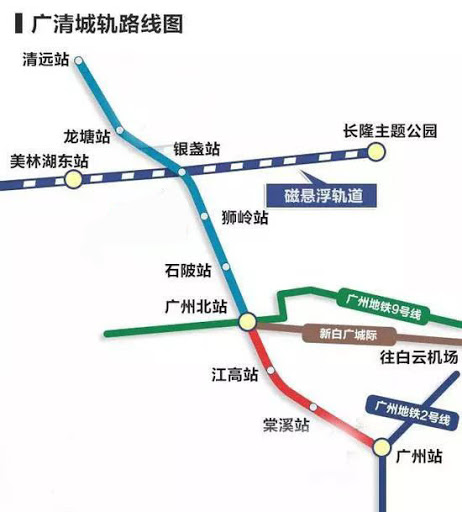 广清城轨路线图
清远站
龙塘站
银盏站
长隆主题公园
美林湖东站
磁悬浮轨道
狮岭站
石陂站
广州北站
广州地铁9号线
新白广城际
往白云机场
江高站
广州地铁2号线
棠溪站
广州站